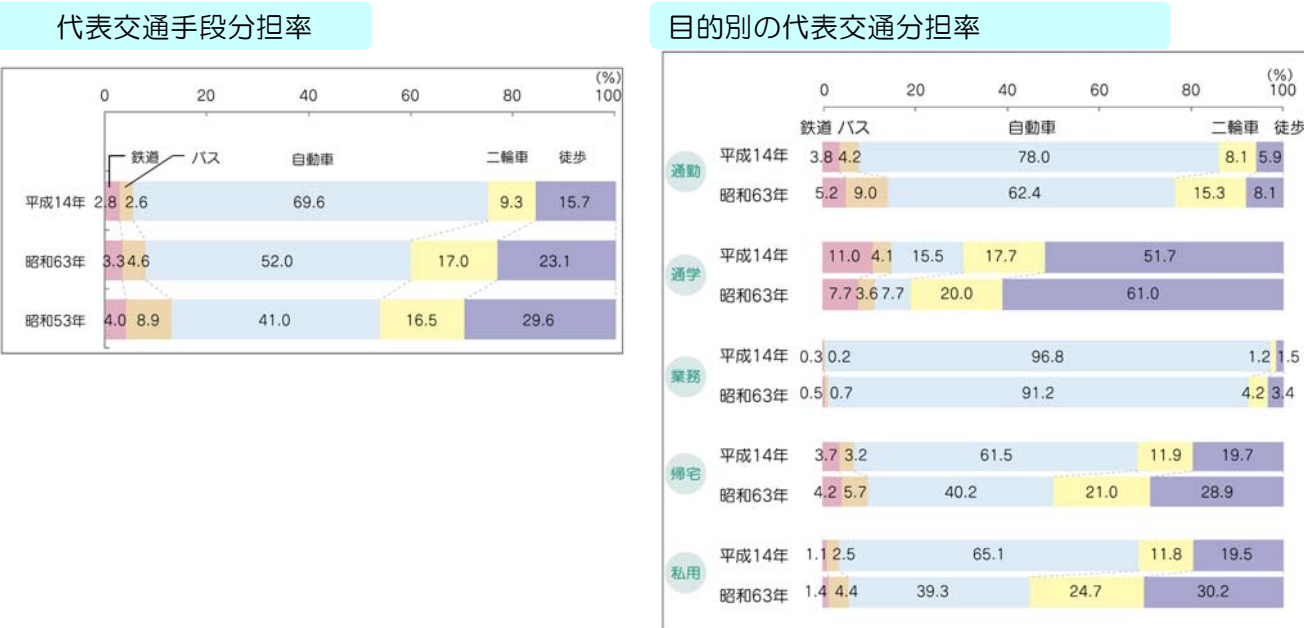 代表交通手段分担率
(%)
0 20 40 60 80 100
鉄道 バス 自動車 二輪車 徒歩
平成14年 2.8 2.6 69.6 9.3 15.7
昭和63年 3.3 4.6 52.0 17.0 23.1
昭和53年 4.0 8.9 41.0 16.5 29.6
目的別の代表交通分担率
(%)
0 20 40 60 80 100
鉄道 バス 自動車 二輪車 徒歩
通勤
平成14年 3.8 4.2 78.0 8.1 5.9
昭和63年 5.2 9.0 62.4 15.3 8.1
通学
平成14年 11.0 4.1 15.5 17.7 51.7
昭和63年 7.7 3.6 7.7 20.0 61.0
業務
平成14年 0.3 0.2 96.8 1.2 1.5
昭和63年 0.5 0.7 91.2 4.2 3.4
帰宅
平成14年 3.7 3.2 61.5 11.9 19.7
昭和63年 4.2 5.7 40.2 21.0 28.9
私用
平成14年 1.1 2.5 65.1 11.8 19.5
昭和63年 1.4 4.4 39.3 24.7 30.2